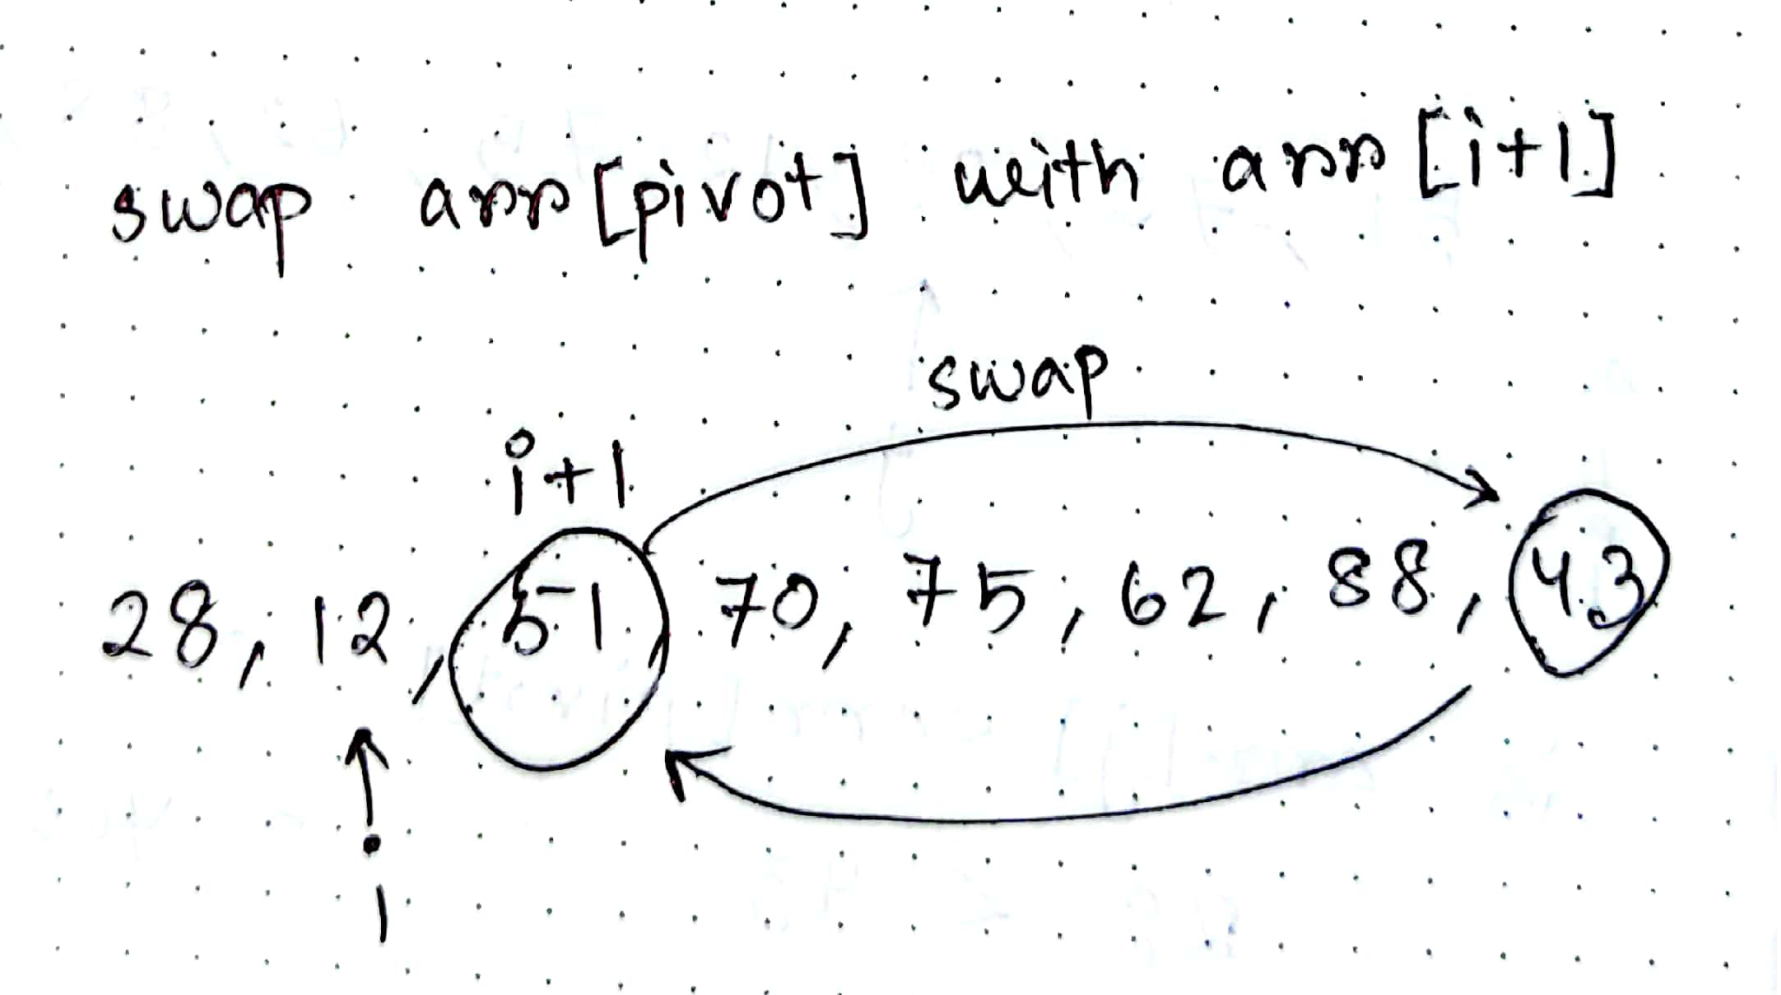 swap arr [pivot] with arr [i+1]
swap
i+1
28, 12, 51, 70, 75, 62, 88, 43
i